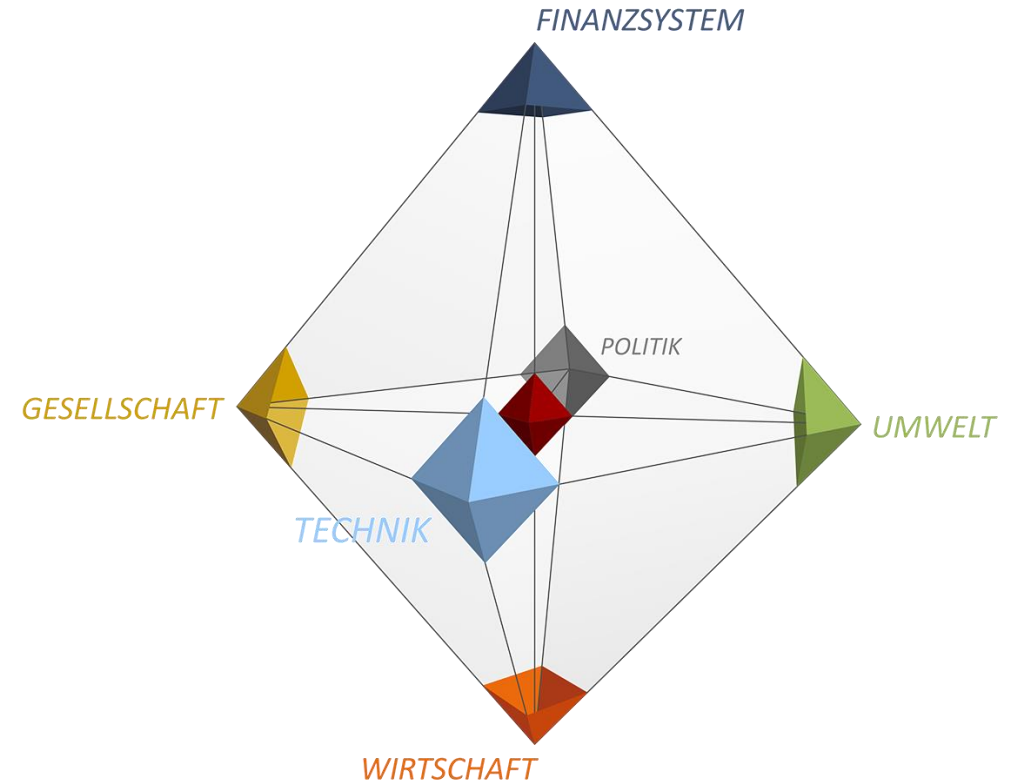 FINANZSYSTEM
POLITIK
GESELLSCHAFT
UMWELT
TECHNIK
WIRTSCHAFT